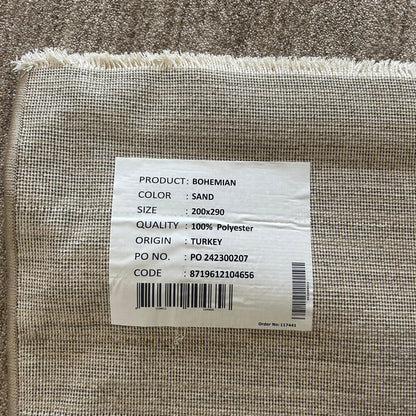 PRODUCT: BOHEMIAN
COLOR : SAND
SIZE : 200x290
QUALITY : 100% Polyester
ORIGIN : TURKEY
PO NO. : PO 242300207
CODE : 8719612104656
Order No: 117441